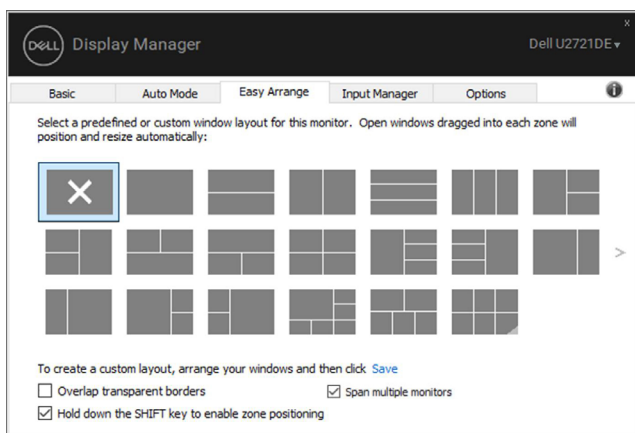 x
DELL Display Manager Dell U2721DE ▾
Basic Auto Mode Easy Arrange Input Manager Options i
Select a predefined or custom window layout for this monitor. Open windows dragged into each zone will
position and resize automatically:
>
To create a custom layout, arrange your windows and then click Save
Overlap transparent borders Span multiple monitors
Hold down the SHIFT key to enable zone positioning